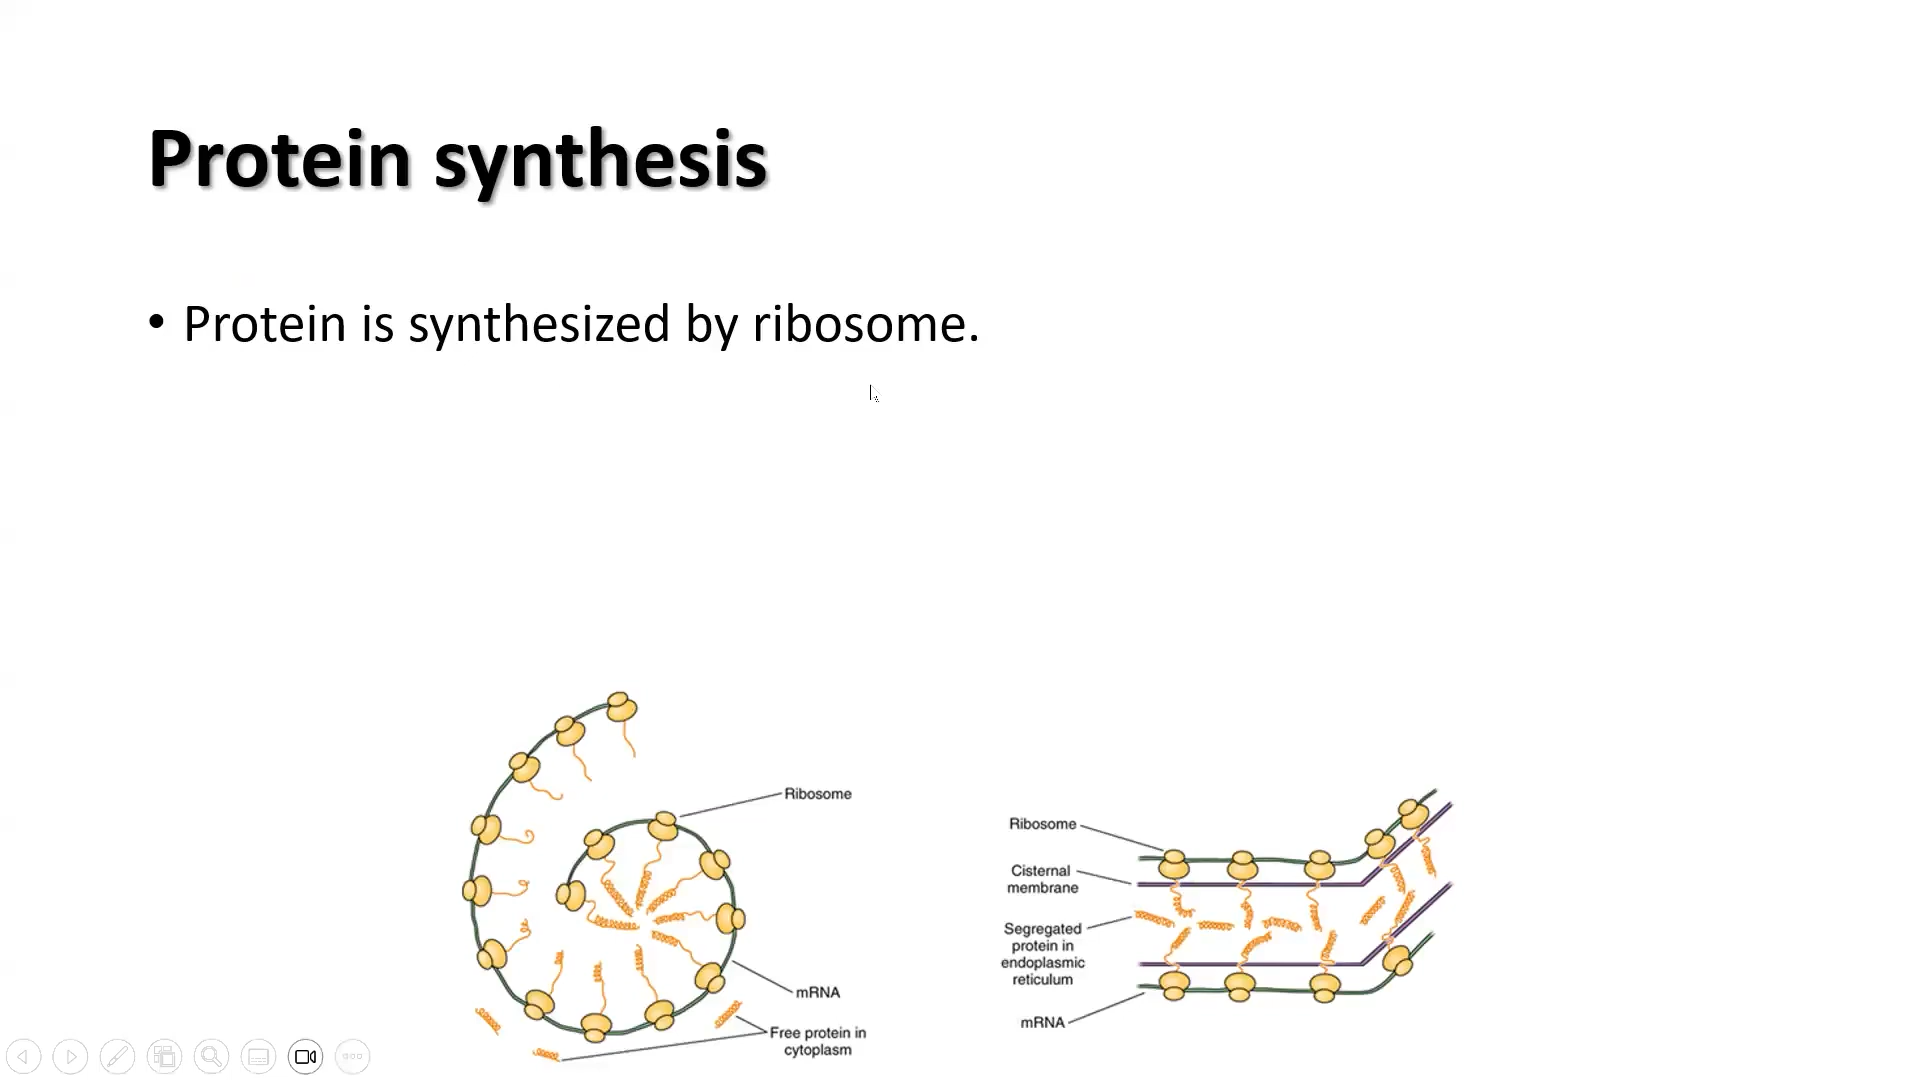 Protein synthesis
• Protein is synthesized by ribosome.
Ribosome
mRNA
Free protein in
cytoplasm
Ribosome
Cisternal
membrane
Segregated
protein in
endoplasmic
reticulum
mRNA